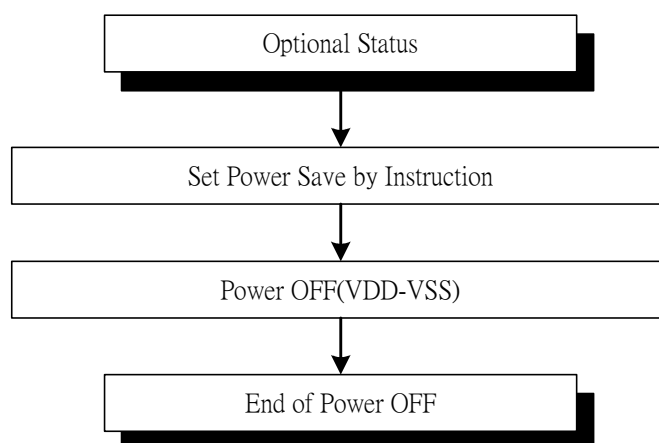 Optional Status
Set Power Save by Instruction
Power OFF(VDD-VSS)
End of Power OFF